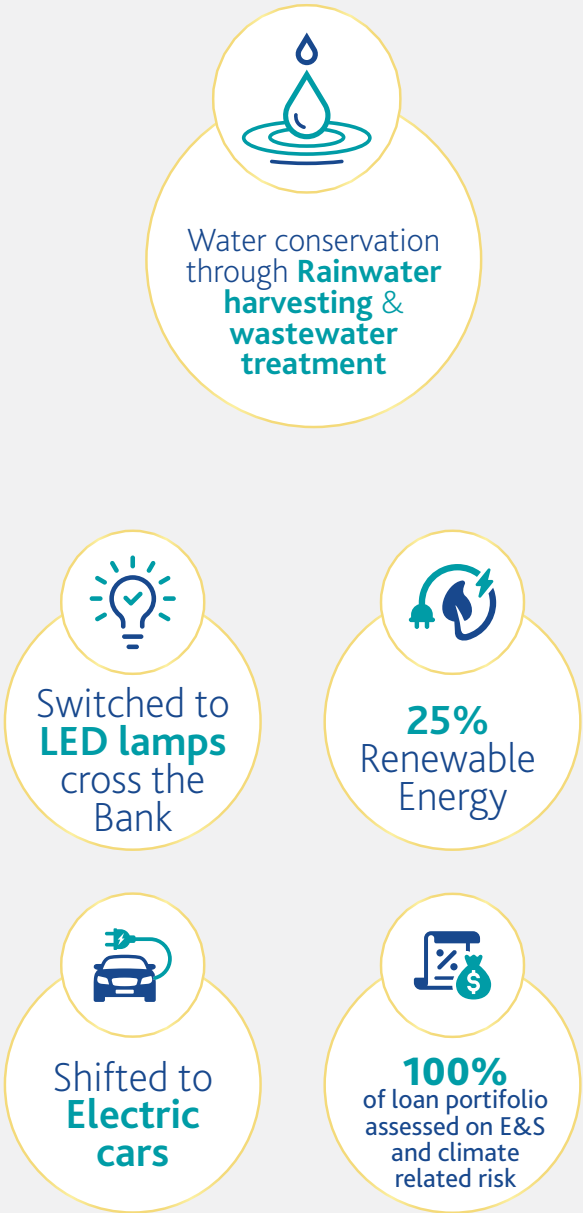 Water conservation
through Rainwater
harvesting &
wastewater
treatment
Switched to
LED lamps
cross the
Bank
25%
Renewable
Energy
Shifted to
Electric
cars
100%
of loan portifolio
assessed on E&S
and climate
related risk